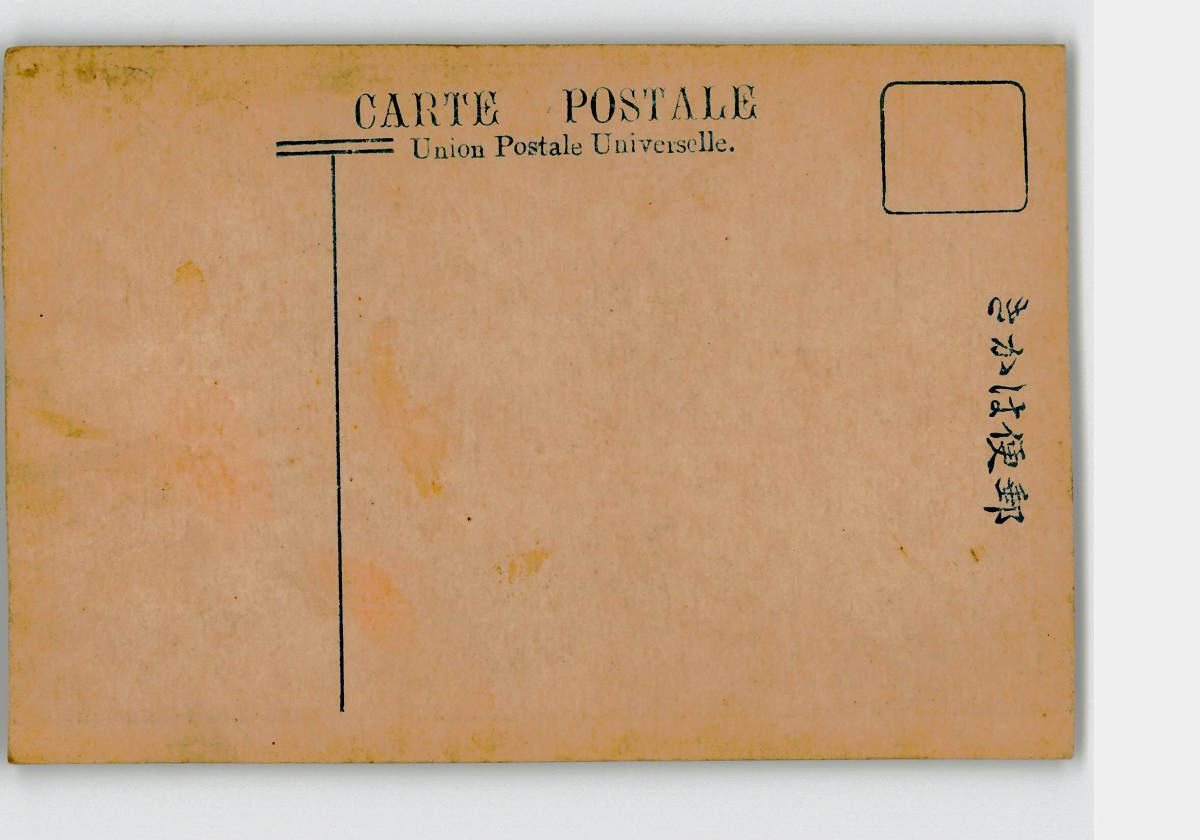 CARTE POSTALE
Union Postale Universelle.
きかは便郵